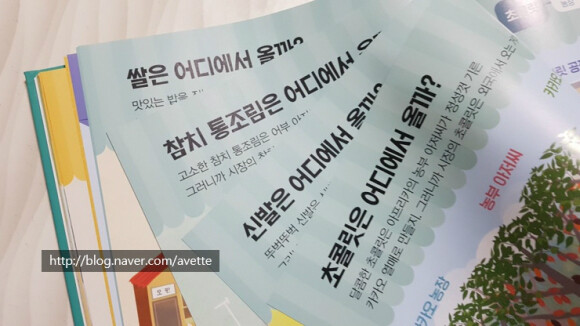 쌀은 어디에서 올까?
맛있는 밥을
참치 통조림은 어디에서
고소한 참치 통조림은 어부
그러니까 시장의
신발은 어디에서 올까?
뚜벅뚜벅 신발은
초콜릿은 어디에서 올까?
달콤한 초콜릿은 아프리카의 농부 아저씨가 정성껏 기른
카카오 열매로 만들지. 그러니까 시장의 초콜릿은 외국에서 오는
농부 아저씨
카카오 농장
http://blog.naver.com/avette